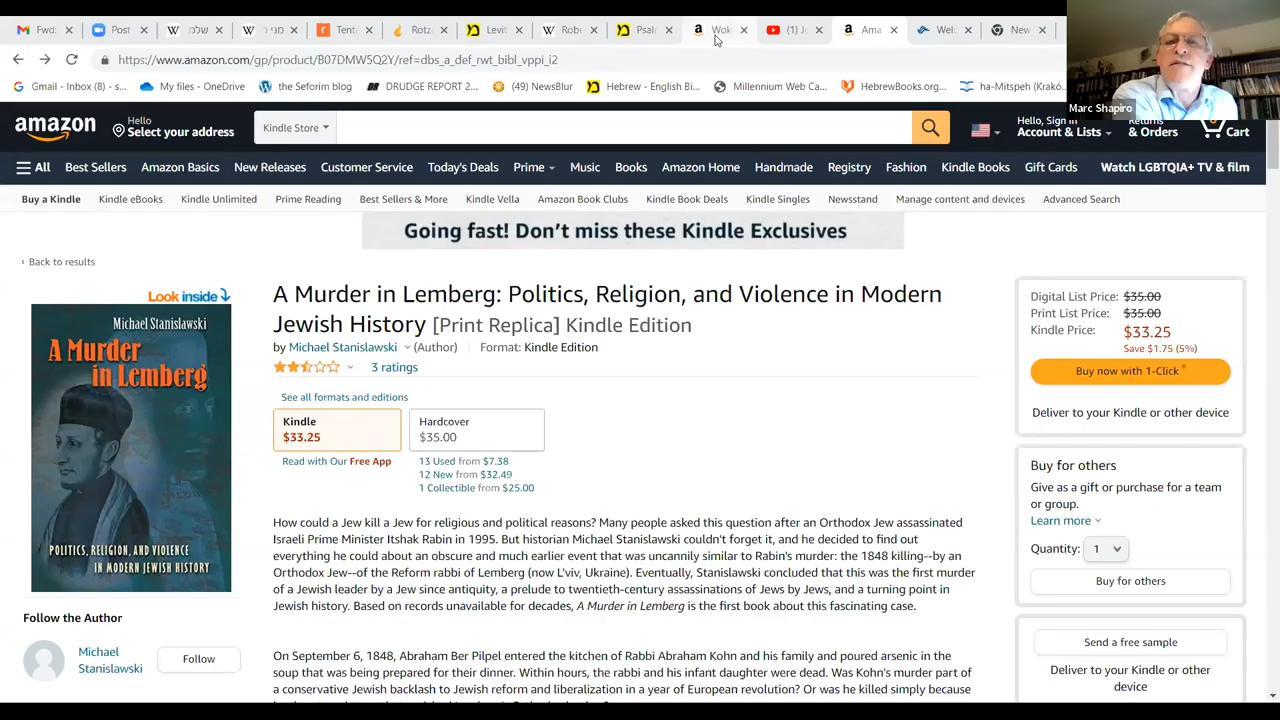 Fwd:
Post
שלמ
מתני
Tent
Rotz
Levit
Robe
Psal
Wok
(1) Je
Ama
Welc
New
https://www.amazon.com/gp/product/B07DMW5Q2Y/ref=dbs_a_def_rwt_bibl_vppi_i2
Gmail - Inbox (8) - s...
My files - OneDrive
the Seforim blog
DRUDGE REPORT 2...
(49) NewsBlur
Hebrew - English Bi...
Millennium Web Ca...
HebrewBooks.org...
ha-Mitspeh (Krakó...
Marc Shapiro
amazon
Hello
Select your address
Kindle Store
Hello, Sign in
Account & Lists
Returns
& Orders
Cart
All
Best Sellers
Amazon Basics
New Releases
Customer Service
Today's Deals
Prime
Music
Books
Amazon Home
Handmade
Registry
Fashion
Kindle Books
Gift Cards
Watch LGBTQIA+ TV & film
Buy a Kindle
Kindle eBooks
Kindle Unlimited
Prime Reading
Best Sellers & More
Kindle Vella
Amazon Book Clubs
Kindle Book Deals
Kindle Singles
Newsstand
Manage content and devices
Advanced Search
Going fast! Don't miss these Kindle Exclusives
‹ Back to results
Look inside
Michael Stanislawski
A Murder
in Lemberg
POLITICS, RELIGION, AND VIOLENCE
IN MODERN JEWISH HISTORY
Follow the Author
Michael
Stanislawski
Follow
A Murder in Lemberg: Politics, Religion, and Violence in Modern
Jewish History [Print Replica] Kindle Edition
by Michael Stanislawski (Author) Format: Kindle Edition
3 ratings
See all formats and editions
Kindle
$33.25
Read with Our Free App
Hardcover
$35.00
13 Used from $7.38
12 New from $32.49
1 Collectible from $25.00
How could a Jew kill a Jew for religious and political reasons? Many people asked this question after an Orthodox Jew assassinated
Israeli Prime Minister Itshak Rabin in 1995. But historian Michael Stanislawski couldn't forget it, and he decided to find out
everything he could about an obscure and much earlier event that was uncannily similar to Rabin's murder: the 1848 killing--by an
Orthodox Jew--of the Reform rabbi of Lemberg (now L'viv, Ukraine). Eventually, Stanislawski concluded that this was the first murder
of a Jewish leader by a Jew since antiquity, a prelude to twentieth-century assassinations of Jews by Jews, and a turning point in
Jewish history. Based on records unavailable for decades, A Murder in Lemberg is the first book about this fascinating case.
On September 6, 1848, Abraham Ber Pilpel entered the kitchen of Rabbi Abraham Kohn and his family and poured arsenic in the
soup that was being prepared for their dinner. Within hours, the rabbi and his infant daughter were dead. Was Kohn's murder part of
a conservative Jewish backlash to Jewish reform and liberalization in a year of European revolution? Or was he killed simply because
Digital List Price: $35.00
Print List Price: $35.00
Kindle Price: $33.25
Save $1.75 (5%)
Buy now with 1-Click
Deliver to your Kindle or other device
Buy for others
Give as a gift or purchase for a team
or group.
Learn more
Quantity: 1
Buy for others
Send a free sample
Deliver to your Kindle or other
device